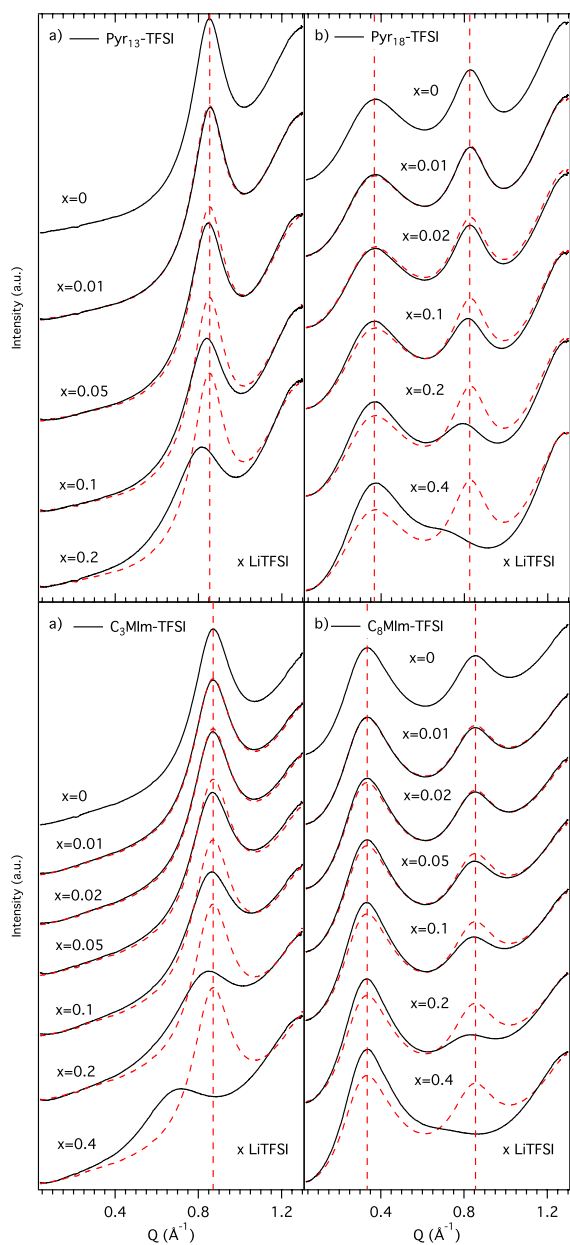 a) Pyr₁₃-TFSI
x=0
x=0.01
x=0.05
x=0.1
x=0.2
x LiTFSI
b) Pyr₁₈-TFSI
x=0
x=0.01
x=0.02
x=0.1
x=0.2
x=0.4
x LiTFSI
Intensity (a.u.)
a) C₃MIm-TFSI
x=0
x=0.01
x=0.02
x=0.05
x=0.1
x=0.2
x=0.4
x LiTFSI
b) C₈MIm-TFSI
x=0
x=0.01
x=0.02
x=0.05
x=0.1
x=0.2
x=0.4
x LiTFSI
Intensity (a.u.)
0.4 0.8 1.2
Q (Å⁻¹)
0.4 0.8 1.2
Q (Å⁻¹)